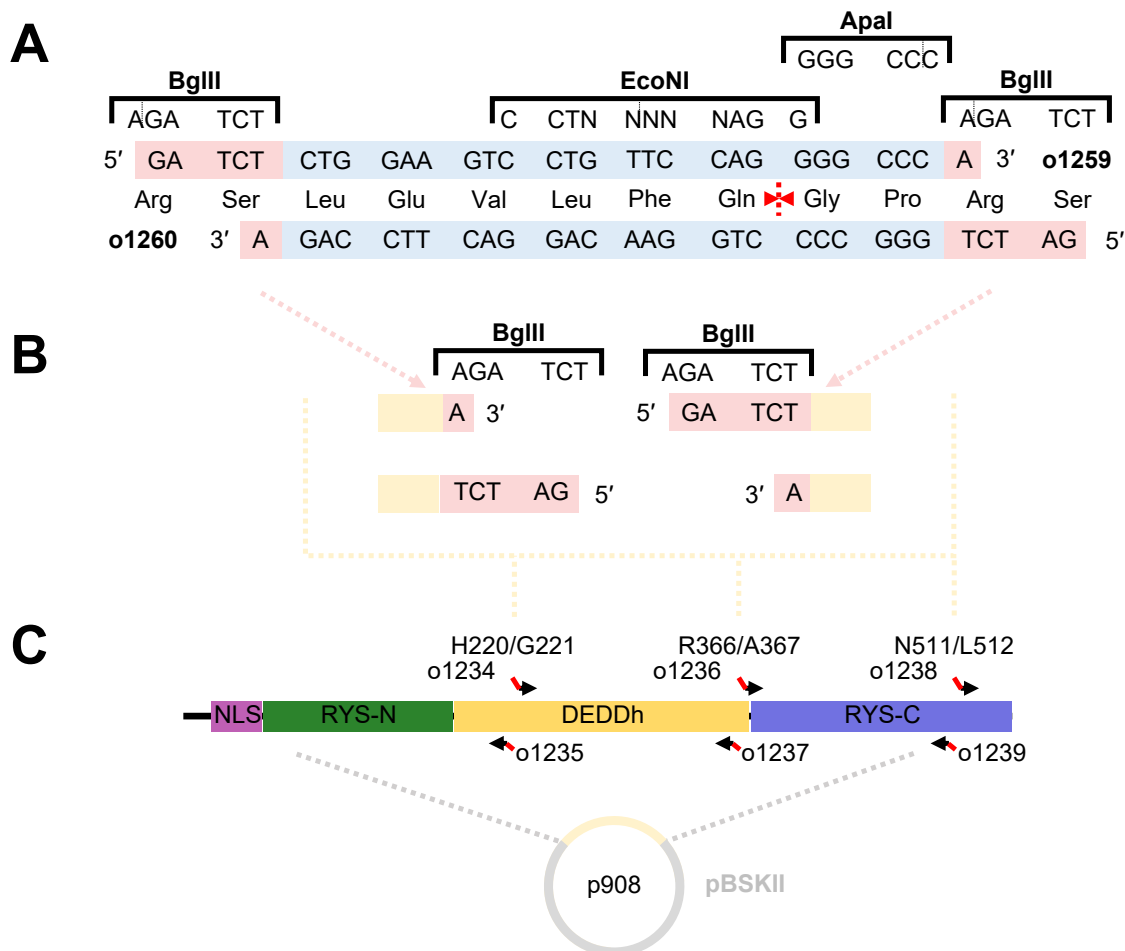 A
ApaI
GGG CCC
BglII EcoNI BglII
AGA TCT C CTN NNN NAG G AGA TCT
5′ GA TCT CTG GAA GTC CTG TTC CAG GGG CCC A 3′ o1259
Arg Ser Leu Glu Val Leu Phe Gln Gly Pro Arg Ser
o1260 3′ A GAC CTT CAG GAC AAG GTC CCC GGG TCT AG 5′
B
BglII BglII
AGA TCT AGA TCT
A 3′ 5′ GA TCT
TCT AG 5′ 3′ A
C
H220/G221 R366/A367 N511/L512
o1234 o1236 o1238
NLS RYS-N DEDDh RYS-C
o1235 o1237 o1239
p908 pBSKII